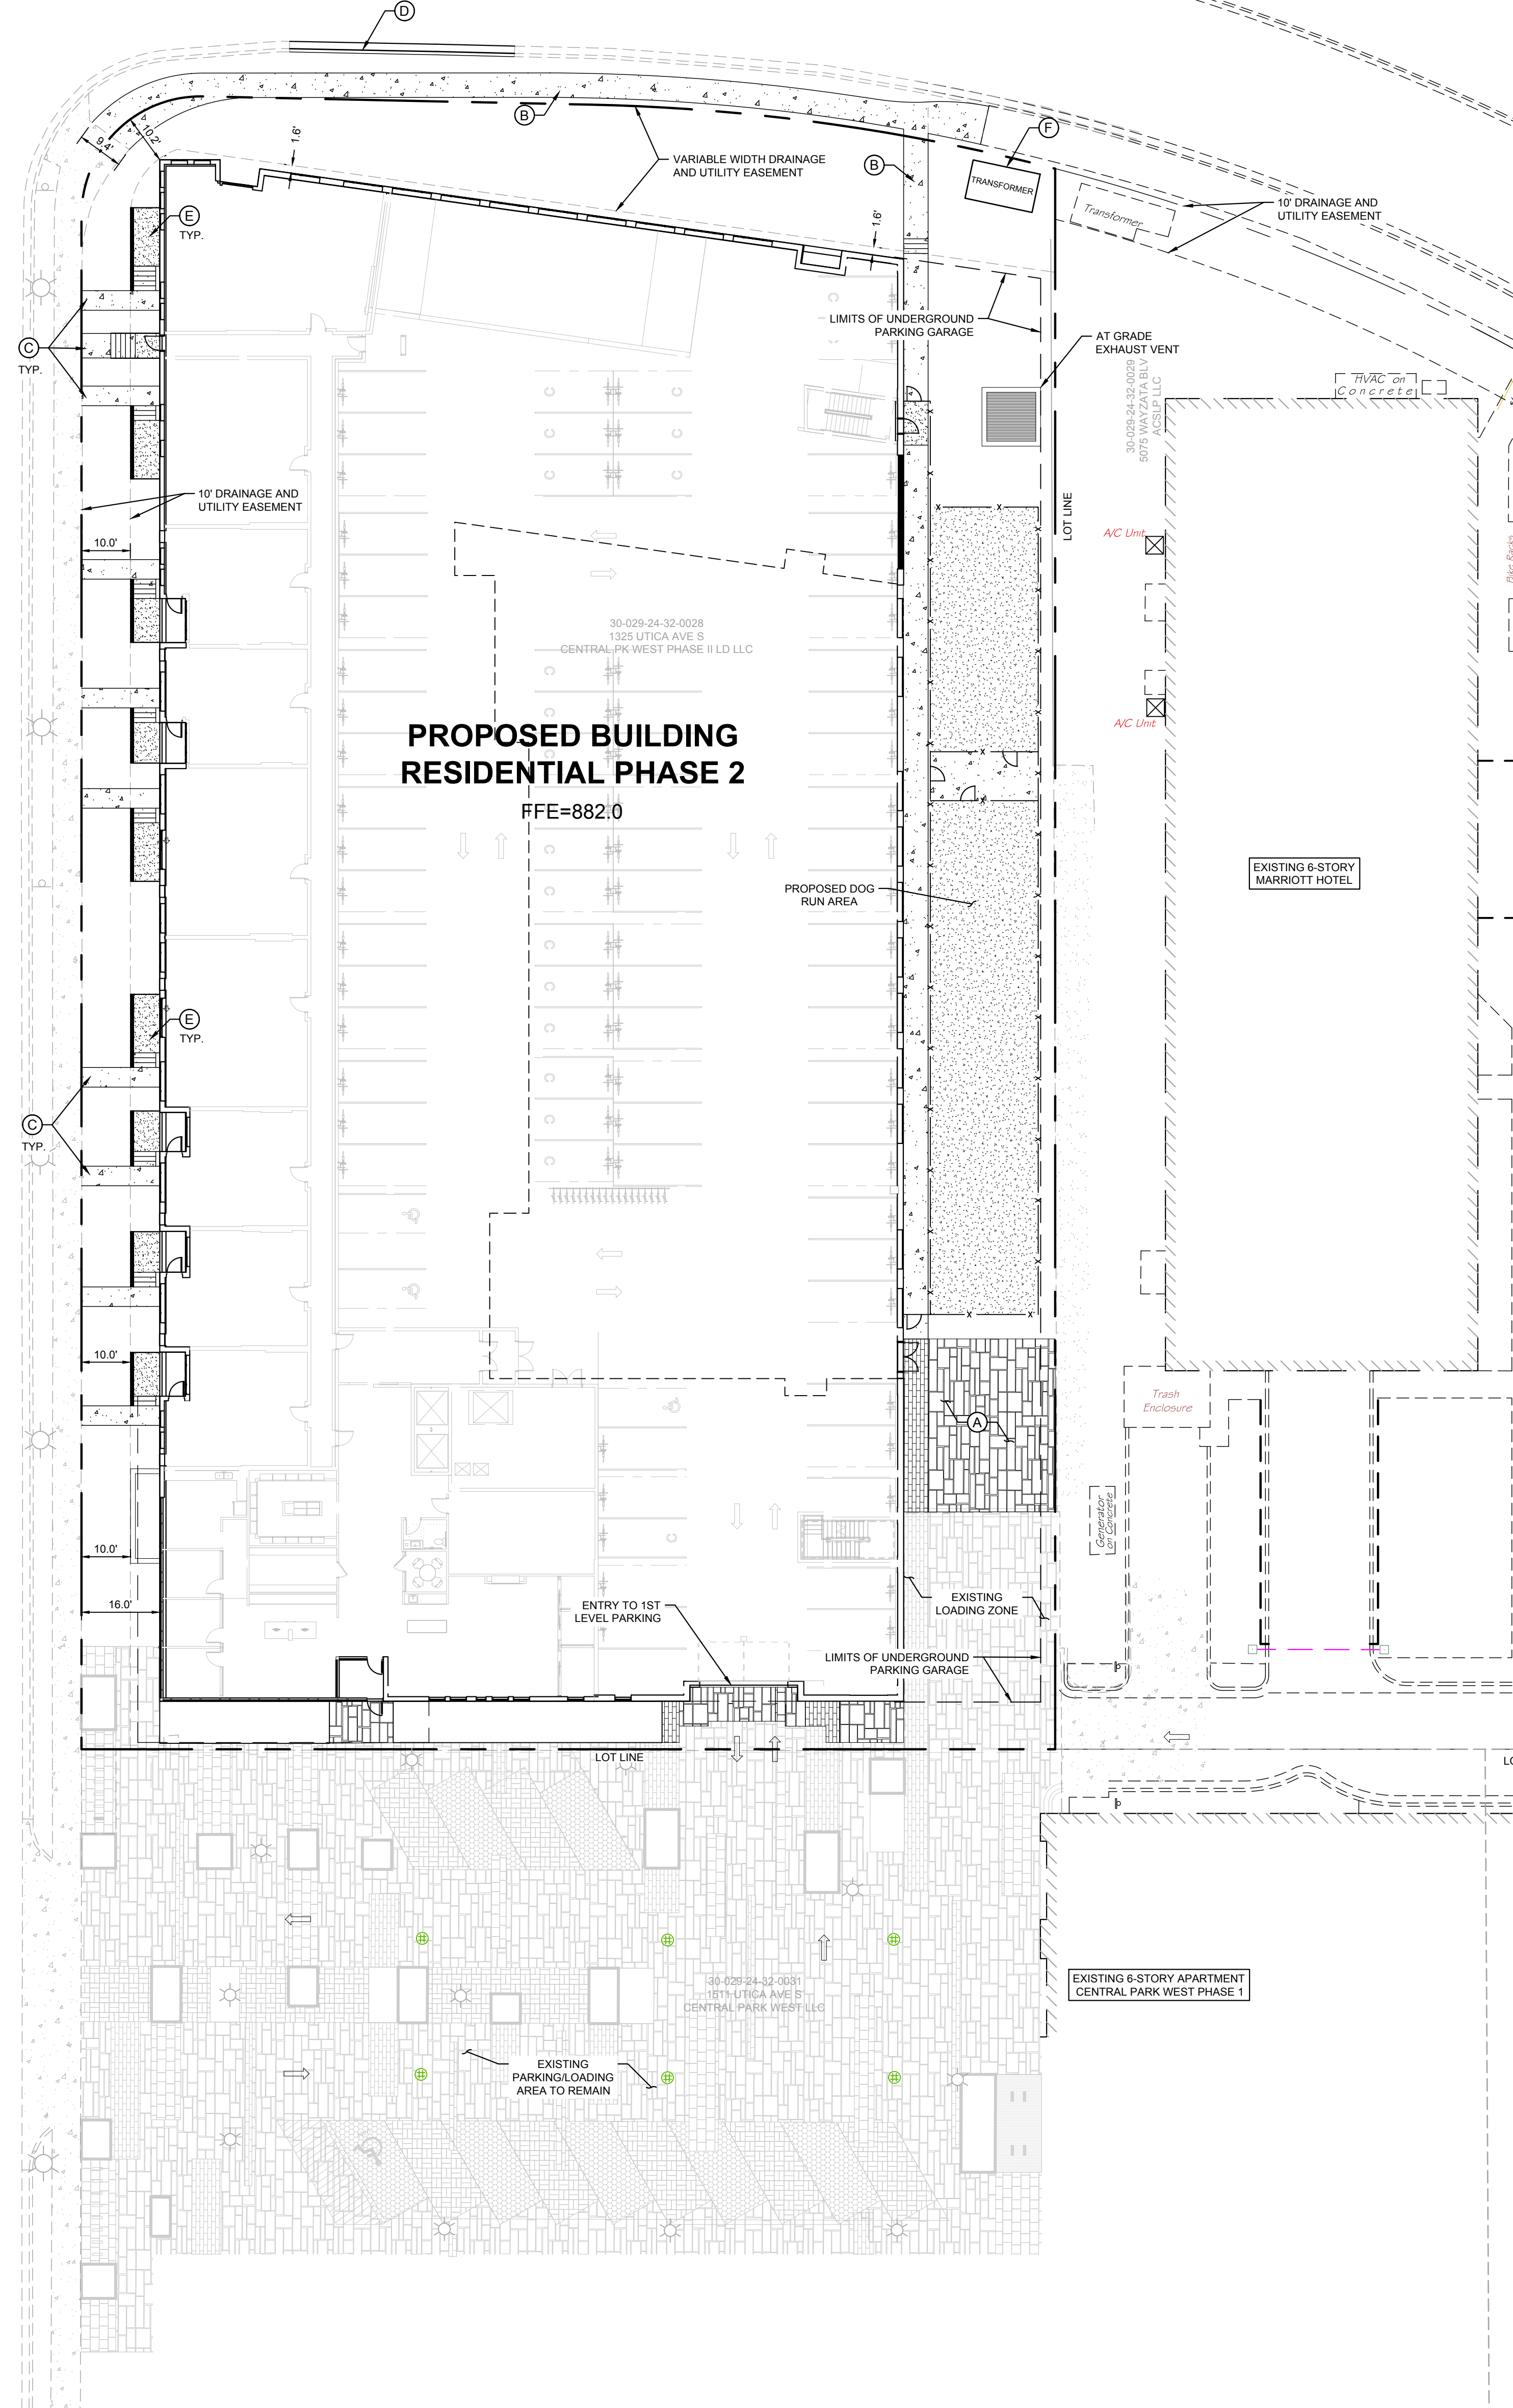 D
B
F
9.4'
10.2'
1.6'
VARIABLE WIDTH DRAINAGE
AND UTILITY EASEMENT
B
TRANSFORMER
Transformer
10' DRAINAGE AND
UTILITY EASEMENT
E
TYP.
1.6'
LIMITS OF UNDERGROUND
PARKING GARAGE
C
TYP.
AT GRADE
EXHAUST VENT
30-029-24-32-0029
5075 WAYZATA BLV
ACSLP LLC
HVAC on
Concrete
10' DRAINAGE AND
UTILITY EASEMENT
LOT LINE
A/C Unit
Bike Racks
10.0'
30-029-24-32-0028
1325 UTICA AVE S
CENTRAL PK WEST PHASE II LD LLC
A/C Unit
PROPOSED BUILDING
RESIDENTIAL PHASE 2
FFE=882.0
EXISTING 6-STORY
MARRIOTT HOTEL
PROPOSED DOG
RUN AREA
E
TYP.
C
TYP.
10.0'
Trash
Enclosure
A
Generator
on Concrete
10.0'
16.0'
ENTRY TO 1ST
LEVEL PARKING
EXISTING
LOADING ZONE
LIMITS OF UNDERGROUND
PARKING GARAGE
LOT LINE
EXISTING 6-STORY APARTMENT
CENTRAL PARK WEST PHASE 1
30-029-24-32-0031
1511 UTICA AVE S
CENTRAL PARK WEST LLC
EXISTING
PARKING/LOADING
AREA TO REMAIN